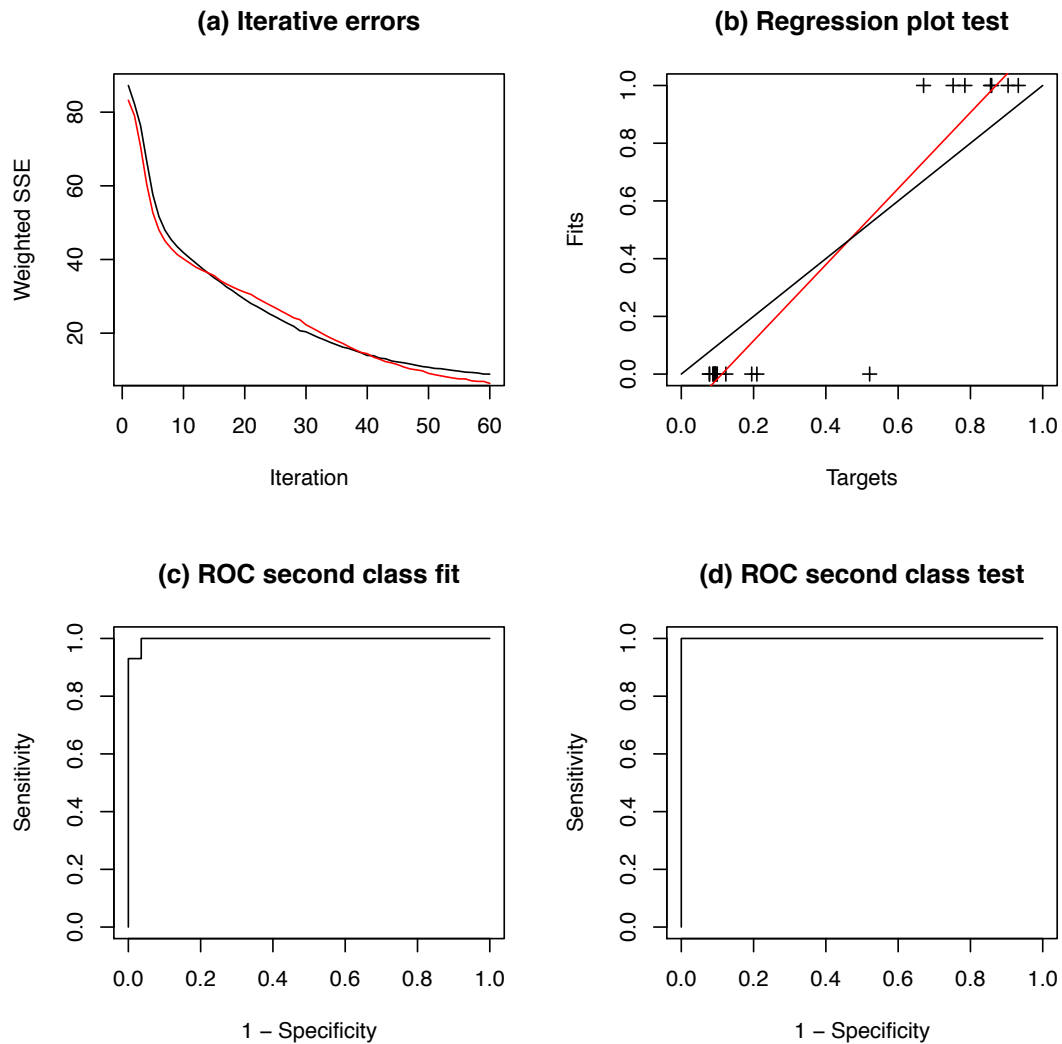 (a) Iterative errors
Weighted SSE
80
60
40
20
0 10 20 30 40 50 60
Iteration
(b) Regression plot test
Fits
1.0
0.8
0.6
0.4
0.2
0.0
0.0 0.2 0.4 0.6 0.8 1.0
Targets
(c) ROC second class fit
Sensitivity
1.0
0.8
0.6
0.4
0.2
0.0
0.0 0.2 0.4 0.6 0.8 1.0
1 − Specificity
(d) ROC second class test
Sensitivity
1.0
0.8
0.6
0.4
0.2
0.0
0.0 0.2 0.4 0.6 0.8 1.0
1 − Specificity